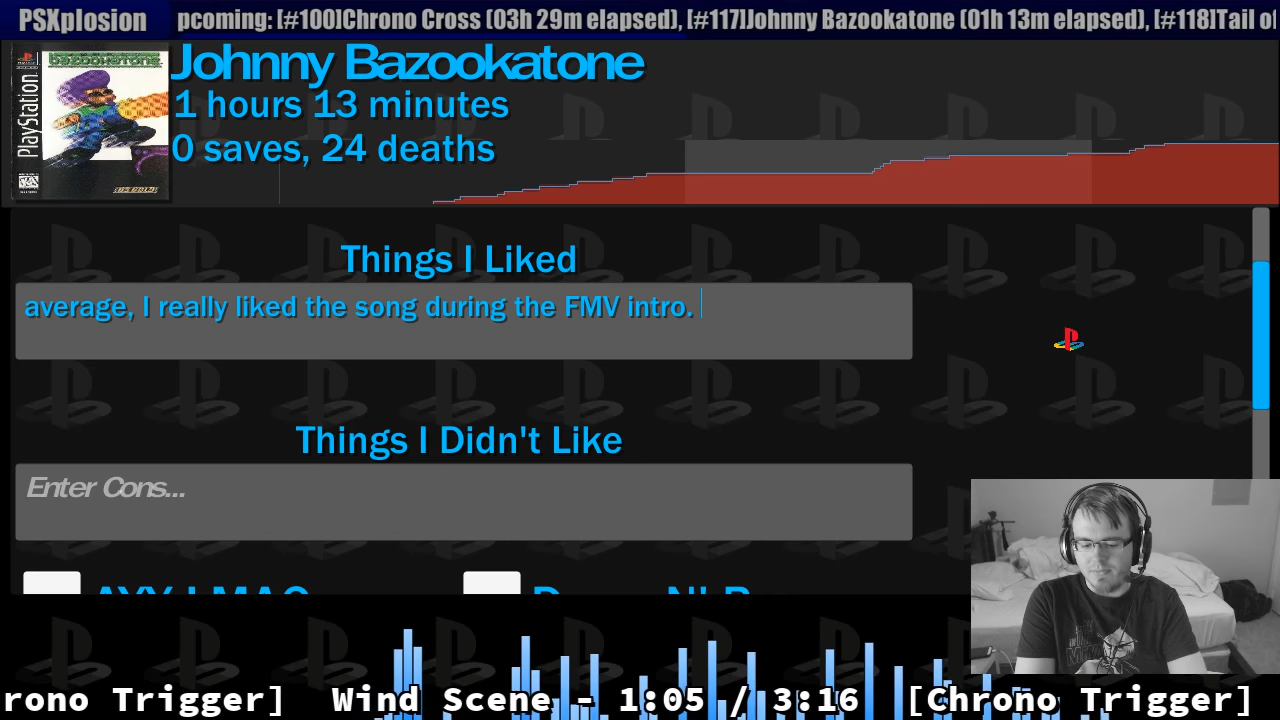 PSXplosion
pcoming: [#100]Chrono Cross (03h 29m elapsed), [#117]Johnny Bazookatone (01h 13m elapsed), [#118]Tail of
Johnny Bazookatone
1 hours 13 minutes
0 saves, 24 deaths
PlayStation
bazookatone
Things I Liked
average, I really liked the song during the FMV intro.
Things I Didn't Like
Enter Cons...
rono Trigger]  Wind Scene - 1:05 / 3:16  [Chrono Trigger]